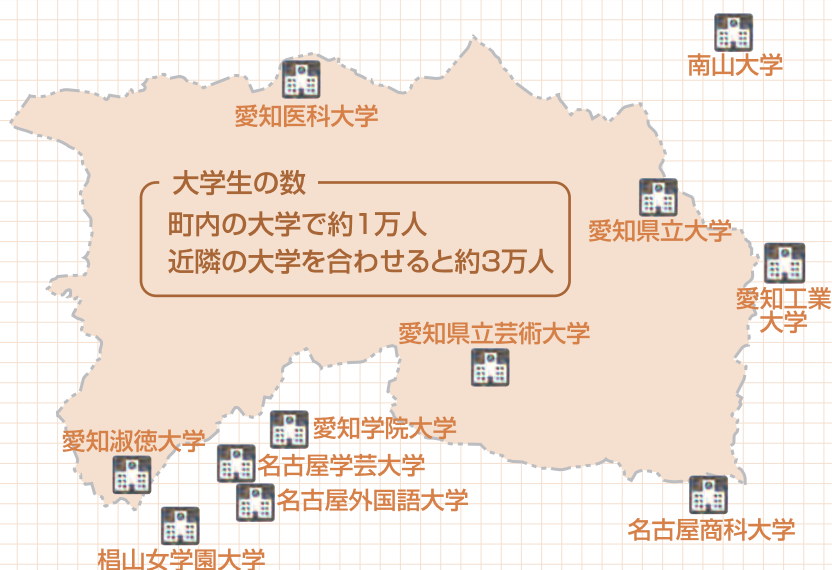 南山大学
愛知医科大学
大学生の数
町内の大学で約1万人
近隣の大学を合わせると約3万人
愛知県立大学
愛知工業
大学
愛知県立芸術大学
愛知学院大学
愛知淑徳大学
名古屋学芸大学
名古屋外国語大学
名古屋商科大学
椙山女学園大学